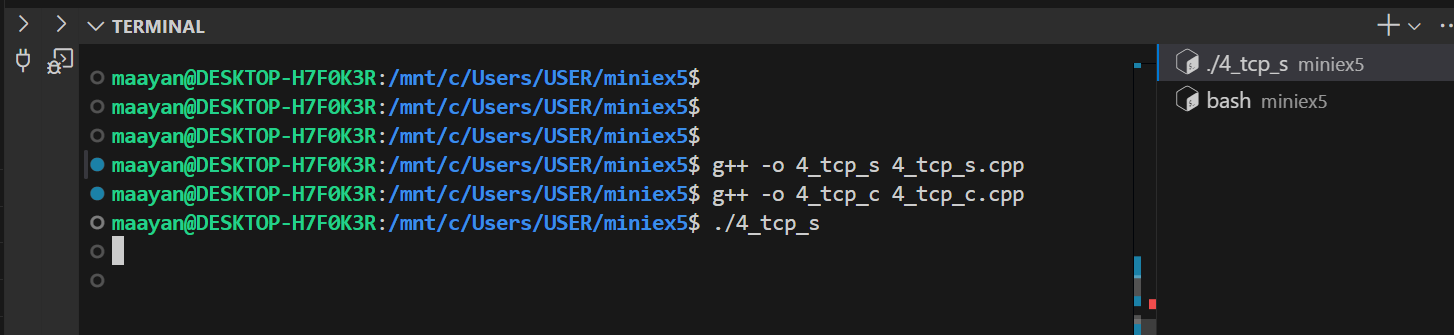 TERMINAL
maayan@DESKTOP-H7F0K3R:/mnt/c/Users/USER/miniex5$
maayan@DESKTOP-H7F0K3R:/mnt/c/Users/USER/miniex5$
maayan@DESKTOP-H7F0K3R:/mnt/c/Users/USER/miniex5$
maayan@DESKTOP-H7F0K3R:/mnt/c/Users/USER/miniex5$ g++ -o 4_tcp_s 4_tcp_s.cpp
maayan@DESKTOP-H7F0K3R:/mnt/c/Users/USER/miniex5$ g++ -o 4_tcp_c 4_tcp_c.cpp
maayan@DESKTOP-H7F0K3R:/mnt/c/Users/USER/miniex5$ ./4_tcp_s
./4_tcp_s miniex5
bash miniex5